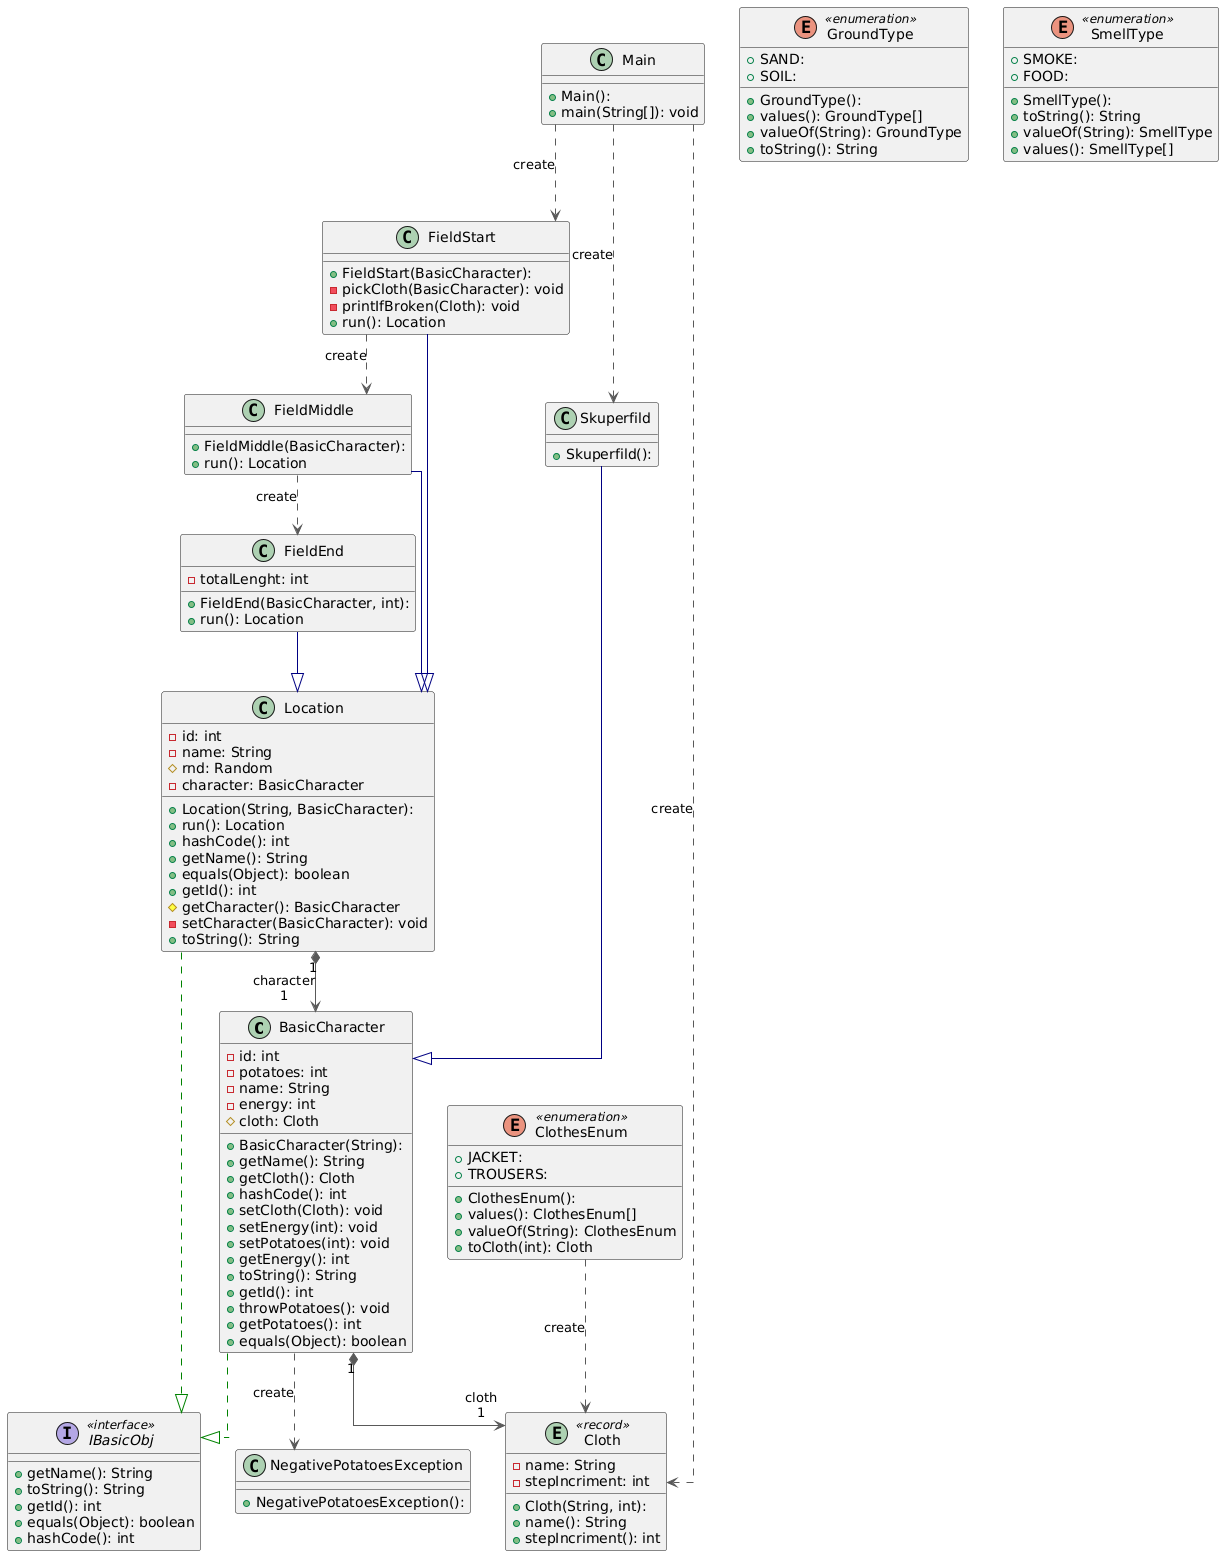 C Main
Main():
main(String[]): void
E «enumeration»
GroundType
SAND:
SOIL:
GroundType():
values(): GroundType[]
valueOf(String): GroundType
toString(): String
E «enumeration»
SmellType
SMOKE:
FOOD:
SmellType():
toString(): String
valueOf(String): SmellType
values(): SmellType[]
create
create
create
C FieldStart
FieldStart(BasicCharacter):
pickCloth(BasicCharacter): void
printIfBroken(Cloth): void
run(): Location
create
C FieldMiddle
FieldMiddle(BasicCharacter):
run(): Location
C Skuperfild
Skuperfild():
create
C FieldEnd
totalLenght: int
FieldEnd(BasicCharacter, int):
run(): Location
C Location
id: int
name: String
rnd: Random
character: BasicCharacter
Location(String, BasicCharacter):
run(): Location
hashCode(): int
getName(): String
equals(Object): boolean
getId(): int
getCharacter(): BasicCharacter
setCharacter(BasicCharacter): void
toString(): String
1
character
1
C BasicCharacter
id: int
potatoes: int
name: String
energy: int
cloth: Cloth
BasicCharacter(String):
getName(): String
getCloth(): Cloth
hashCode(): int
setCloth(Cloth): void
setEnergy(int): void
setPotatoes(int): void
getEnergy(): int
toString(): String
getId(): int
throwPotatoes(): void
getPotatoes(): int
equals(Object): boolean
E «enumeration»
ClothesEnum
JACKET:
TROUSERS:
ClothesEnum():
values(): ClothesEnum[]
valueOf(String): ClothesEnum
toCloth(int): Cloth
create
1
create
cloth
1
I «interface»
IBasicObj
getName(): String
toString(): String
getId(): int
equals(Object): boolean
hashCode(): int
C NegativePotatoesException
NegativePotatoesException():
E «record»
Cloth
name: String
stepIncriment: int
Cloth(String, int):
name(): String
stepIncriment(): int